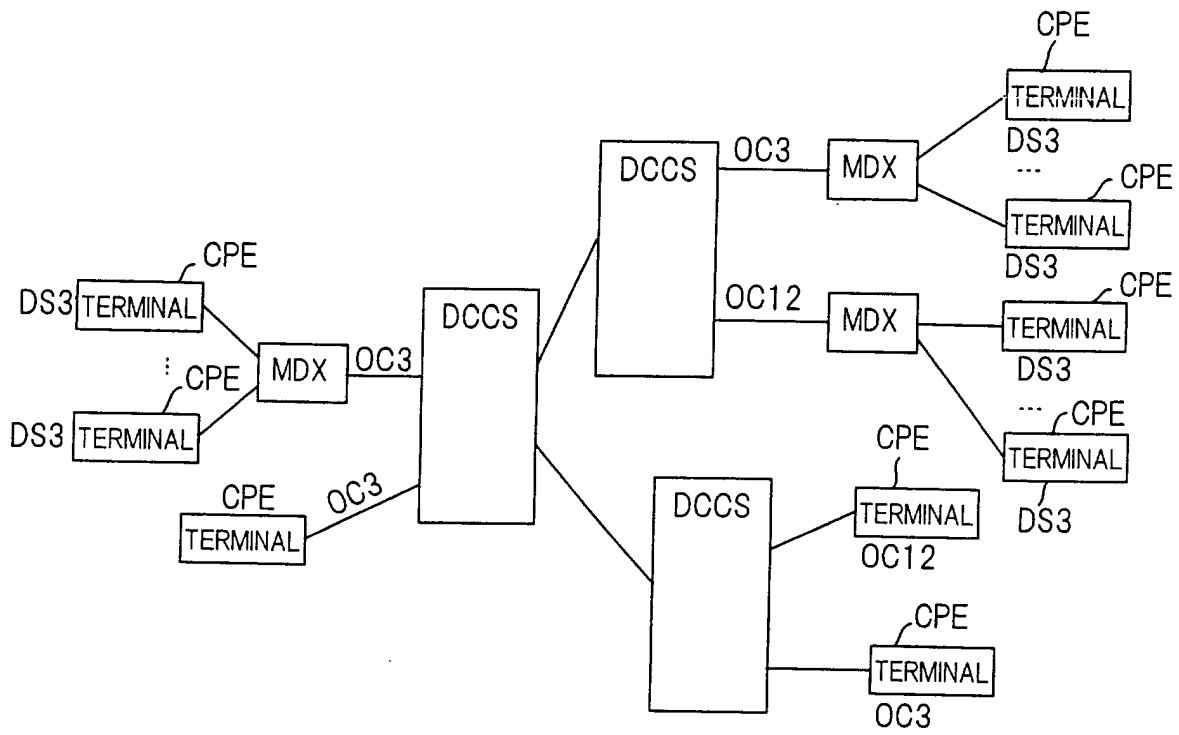 CPE
TERMINAL
DS3
...
CPE
TERMINAL
DS3
DCCS
OC3
MDX
OC12
MDX
CPE
TERMINAL
DS3
...
CPE
TERMINAL
DS3
CPE
DS3 TERMINAL
...
CPE
DS3 TERMINAL
MDX
OC3
DCCS
CPE
TERMINAL
OC3
DCCS
CPE
TERMINAL
OC12
CPE
TERMINAL
OC3